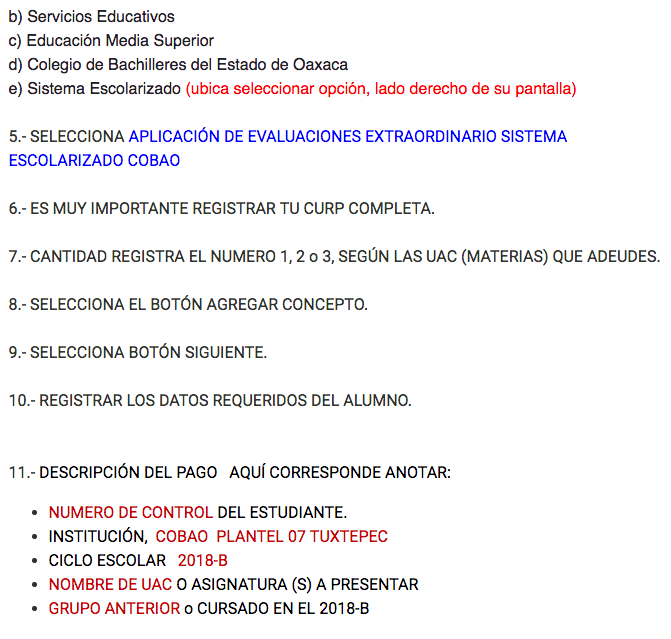 b) Servicios Educativos
c) Educación Media Superior
d) Colegio de Bachilleres del Estado de Oaxaca
e) Sistema Escolarizado (ubica seleccionar opción, lado derecho de su pantalla)
5.- SELECCIONA APLICACIÓN DE EVALUACIONES EXTRAORDINARIO SISTEMA
ESCOLARIZADO COBAO
6.- ES MUY IMPORTANTE REGISTRAR TU CURP COMPLETA.
7.- CANTIDAD REGISTRA EL NUMERO 1, 2 o 3, SEGÚN LAS UAC (MATERIAS) QUE ADEUDES.
8.- SELECCIONA EL BOTÓN AGREGAR CONCEPTO.
9.- SELECCIONA BOTÓN SIGUIENTE.
10.- REGISTRAR LOS DATOS REQUERIDOS DEL ALUMNO.
11.- DESCRIPCIÓN DEL PAGO AQUÍ CORRESPONDE ANOTAR:
• NUMERO DE CONTROL DEL ESTUDIANTE.
• INSTITUCIÓN, COBAO PLANTEL 07 TUXTEPEC
• CICLO ESCOLAR 2018-B
• NOMBRE DE UAC O ASIGNATURA (S) A PRESENTAR
• GRUPO ANTERIOR o CURSADO EN EL 2018-B